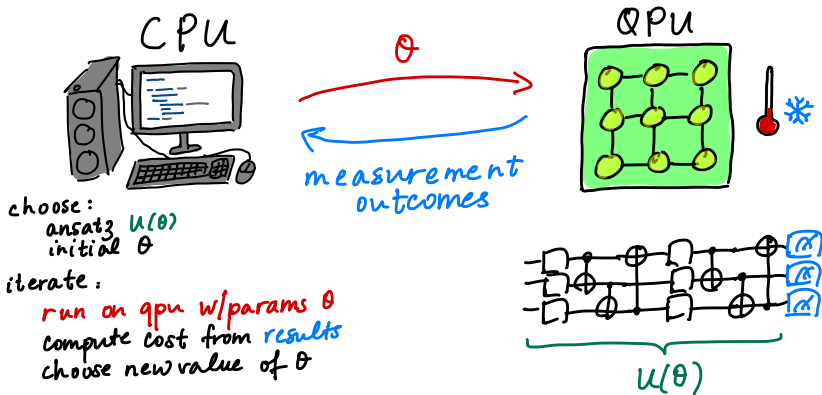 CPU
QPU
θ
measurement
outcomes
choose:
ansatz U(θ)
initial θ
iterate:
run on qpu w/params θ
compute cost from results
choose new value of θ
U(θ)